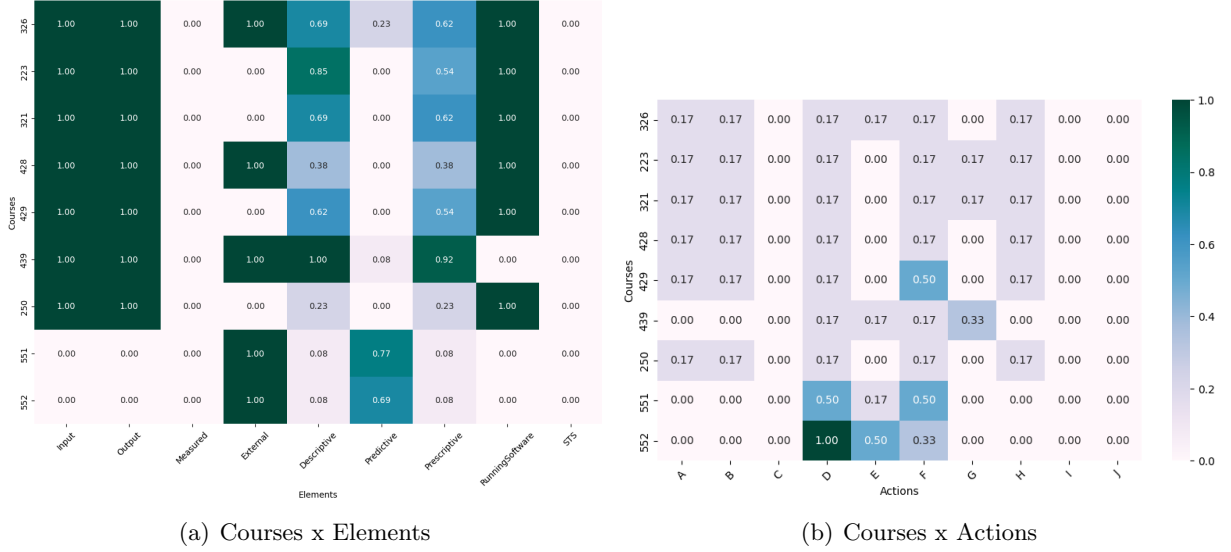 326 1.00 1.00 0.00 1.00 0.69 0.23 0.62 1.00 0.00
223 1.00 1.00 0.00 0.00 0.85 0.00 0.54 1.00 0.00
321 1.00 1.00 0.00 0.00 0.69 0.00 0.62 1.00 0.00
428 1.00 1.00 0.00 1.00 0.38 0.00 0.38 1.00 0.00
429 1.00 1.00 0.00 0.00 0.62 0.00 0.54 1.00 0.00
439 1.00 1.00 0.00 1.00 1.00 0.08 0.92 0.00 0.00
250 1.00 1.00 0.00 0.00 0.23 0.00 0.23 1.00 0.00
551 0.00 0.00 0.00 1.00 0.08 0.77 0.08 0.00 0.00
552 0.00 0.00 0.00 1.00 0.08 0.69 0.08 0.00 0.00
Courses
Input Output Measured External Descriptive Predictive Prescriptive RunningSoftware STS
Elements
(a) Courses x Elements
326 0.17 0.17 0.00 0.17 0.17 0.17 0.00 0.17 0.00 0.00
223 0.17 0.17 0.00 0.17 0.00 0.17 0.17 0.17 0.00 0.00
321 0.17 0.17 0.00 0.17 0.00 0.17 0.17 0.17 0.00 0.00
428 0.17 0.17 0.00 0.17 0.00 0.17 0.00 0.17 0.00 0.00
429 0.17 0.17 0.00 0.17 0.00 0.50 0.00 0.17 0.00 0.00
439 0.00 0.00 0.00 0.17 0.17 0.17 0.33 0.00 0.00 0.00
250 0.17 0.17 0.00 0.17 0.00 0.17 0.00 0.17 0.00 0.00
551 0.00 0.00 0.00 0.50 0.17 0.50 0.00 0.00 0.00 0.00
552 0.00 0.00 0.00 1.00 0.50 0.33 0.00 0.00 0.00 0.00
Courses
A B C D E F G H I J
Actions
1.0
0.8
0.6
0.4
0.2
0.0
(b) Courses x Actions